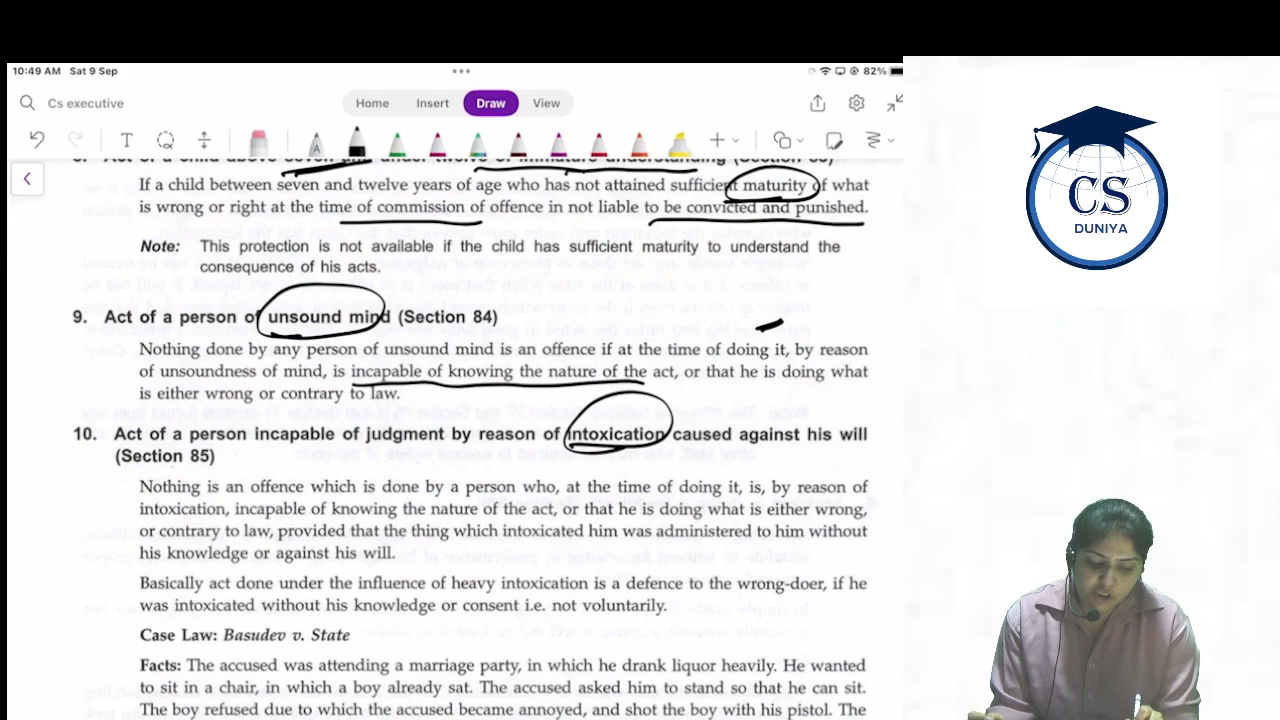 10:49 AM Sat 9 Sep
82%
Cs executive
Home Insert Draw View
T
A
Act of a child above seven and under twelve of immature understanding (Section 83)
If a child between seven and twelve years of age who has not attained sufficient maturity of what
is wrong or right at the time of commission of offence in not liable to be convicted and punished.
Note: This protection is not available if the child has sufficient maturity to understand the
consequence of his acts.
9. Act of a person of unsound mind (Section 84)
Nothing done by any person of unsound mind is an offence if at the time of doing it, by reason
of unsoundness of mind, is incapable of knowing the nature of the act, or that he is doing what
is either wrong or contrary to law.
10. Act of a person incapable of judgment by reason of intoxication caused against his will
(Section 85)
Nothing is an offence which is done by a person who, at the time of doing it, is, by reason of
intoxication, incapable of knowing the nature of the act, or that he is doing what is either wrong,
or contrary to law, provided that the thing which intoxicated him was administered to him without
his knowledge or against his will.
Basically act done under the influence of heavy intoxication is a defence to the wrong-doer, if he
was intoxicated without his knowledge or consent i.e. not voluntarily.
Case Law: Basudev v. State
Facts: The accused was attending a marriage party, in which he drank liquor heavily. He wanted
to sit in a chair, in which a boy already sat. The accused asked him to stand so that he can sit.
The boy refused due to which the accused became annoyed, and shot the boy with his pistol. The
CS
DUNIYA